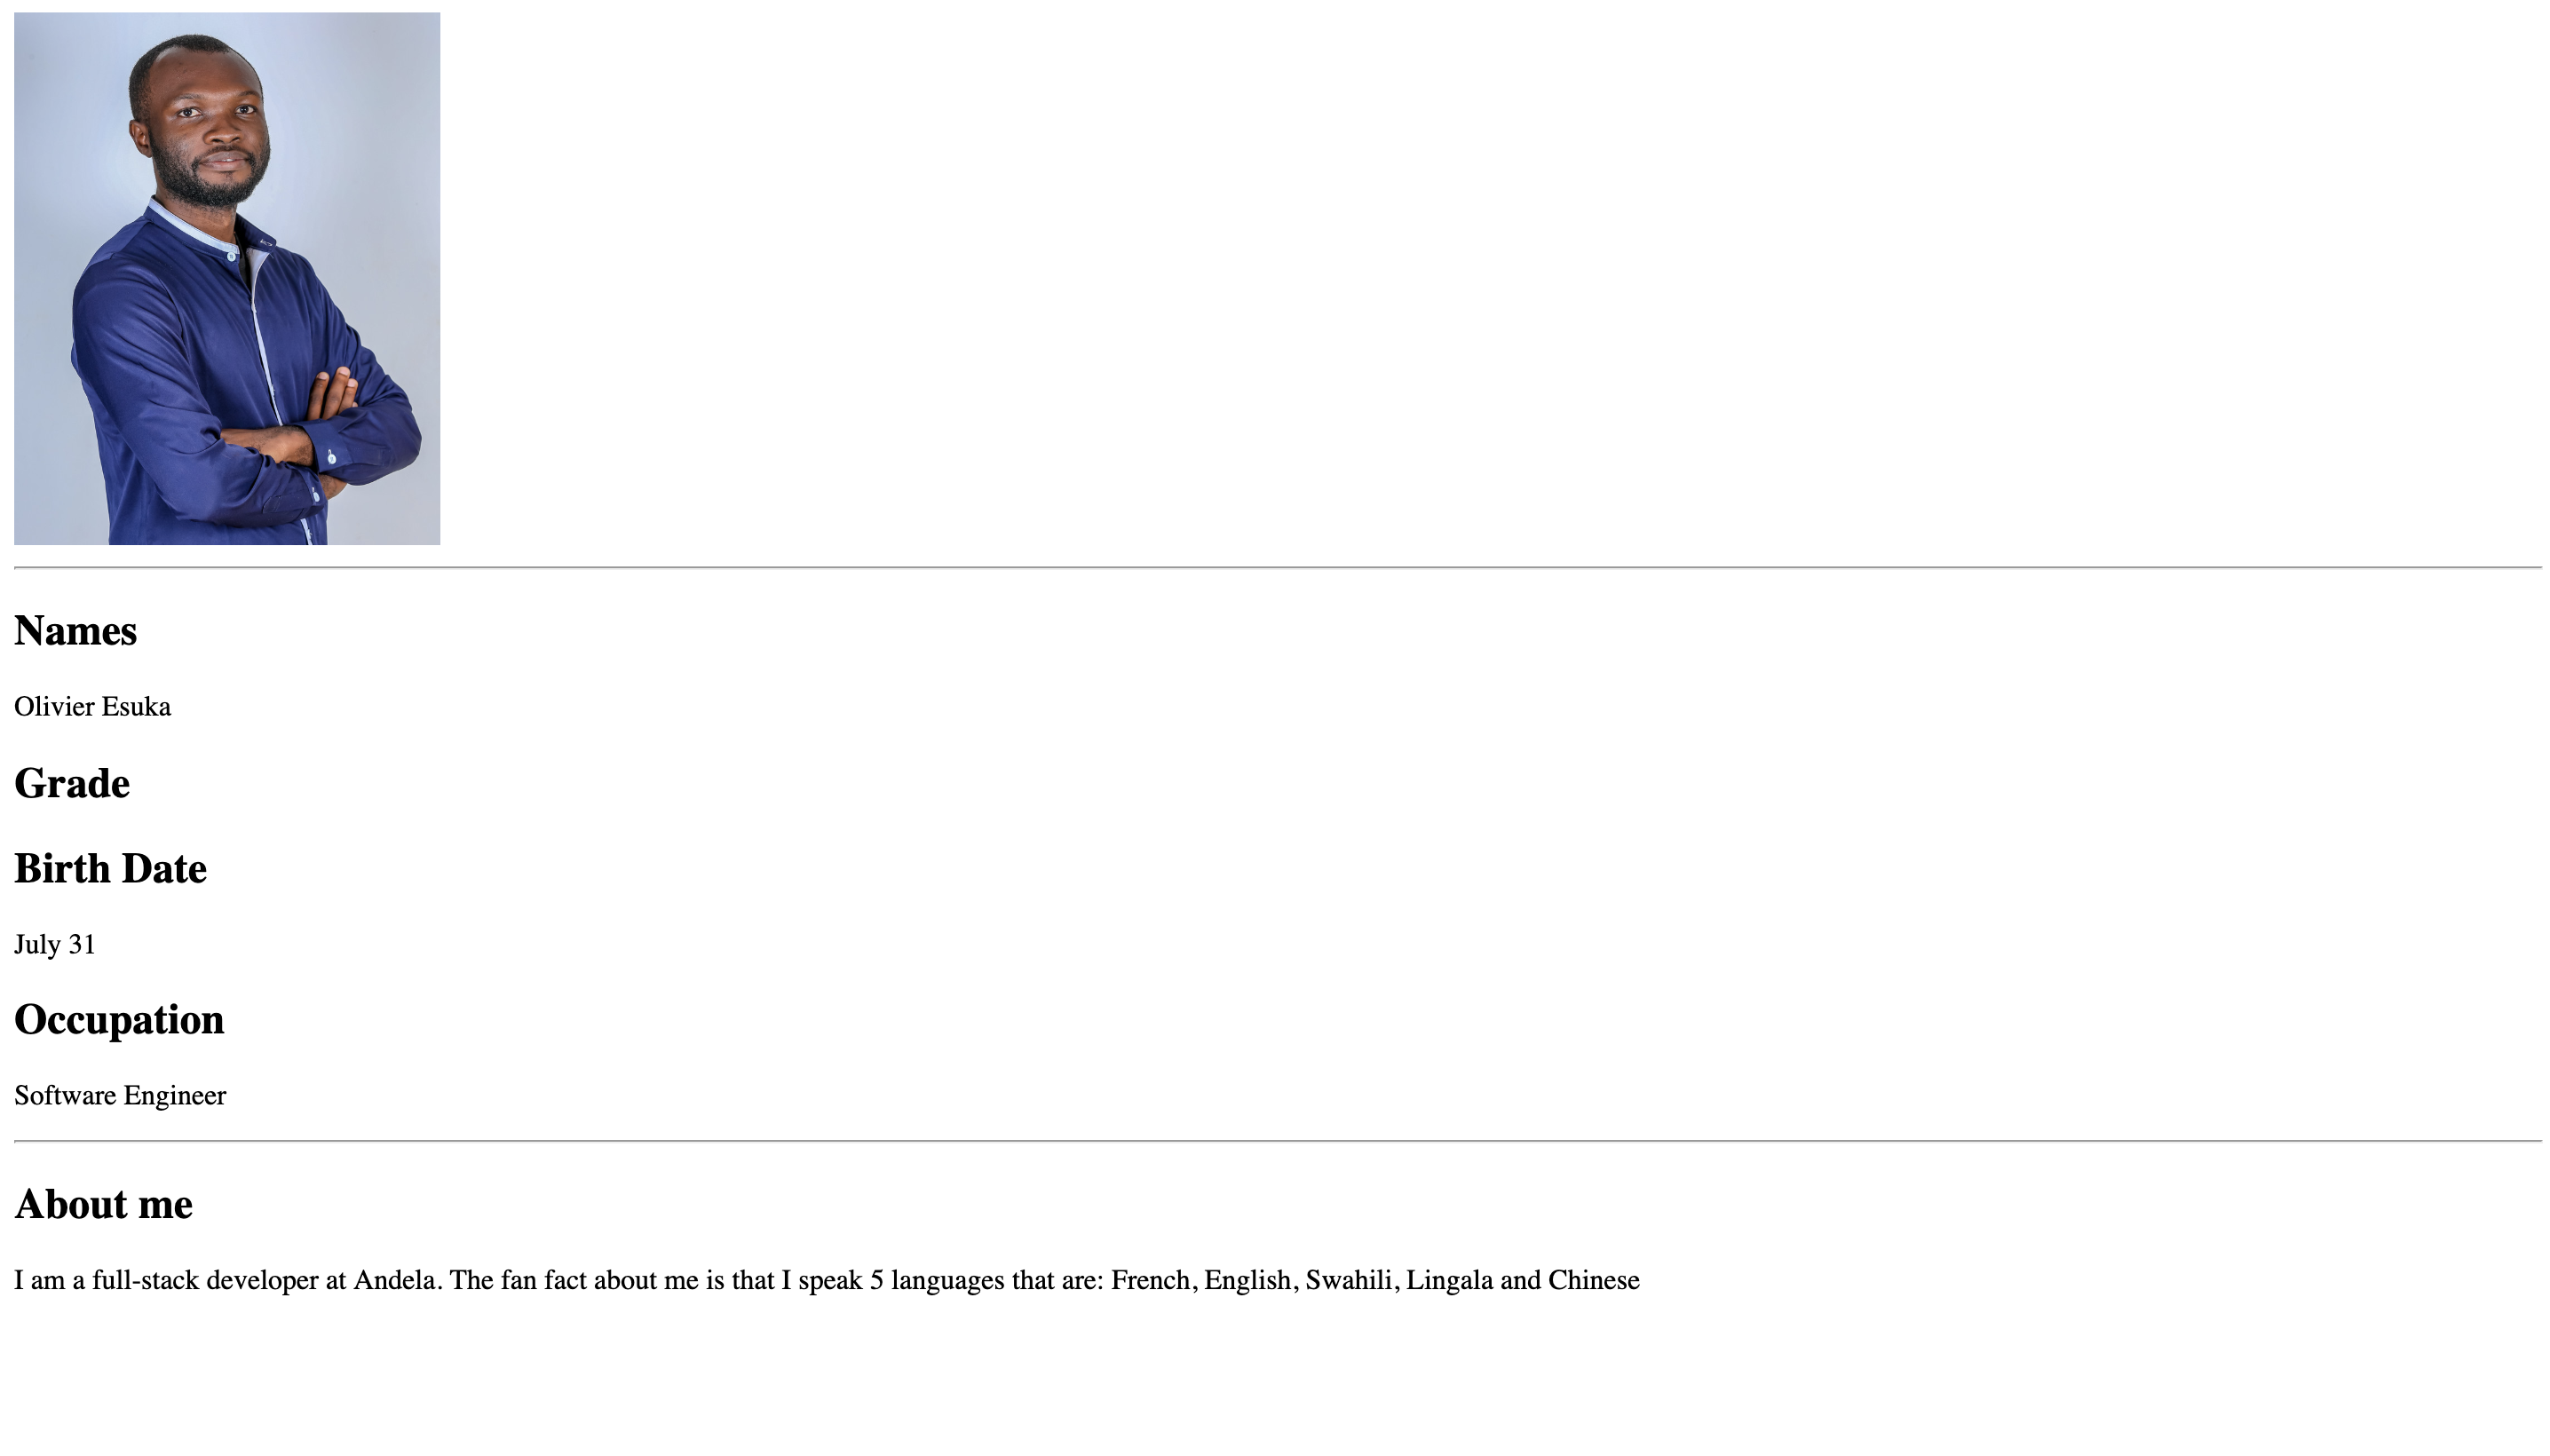 Names
Olivier Esuka
Grade
Birth Date
July 31
Occupation
Software Engineer
About me
I am a full-stack developer at Andela. The fan fact about me is that I speak 5 languages that are: French, English, Swahili, Lingala and Chinese